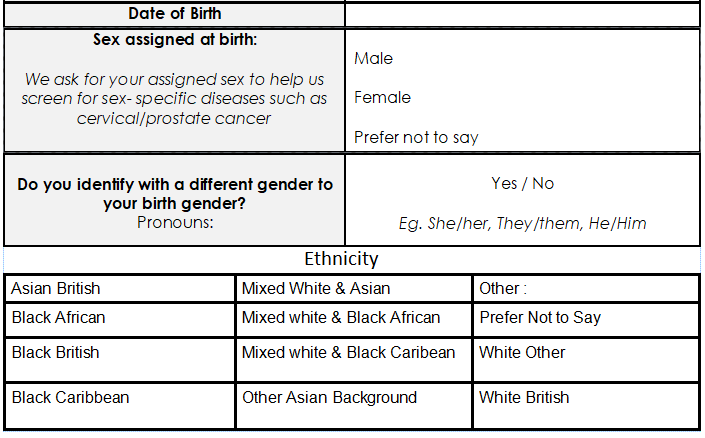 Date of Birth
Sex assigned at birth:
We ask for your assigned sex to help us
screen for sex- specific diseases such as
cervical/prostate cancer
Male
Female
Prefer not to say
Do you identify with a different gender to
your birth gender?
Pronouns:
Yes / No
Eg. She/her, They/them, He/Him
Ethnicity
Asian British
Mixed White & Asian
Other :
Black African
Mixed white & Black African
Prefer Not to Say
Black British
Mixed white & Black Caribean
White Other
Black Caribbean
Other Asian Background
White British